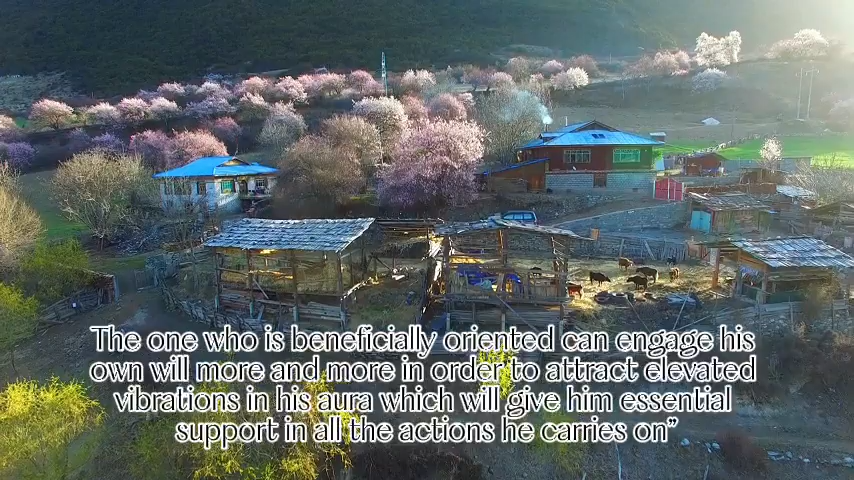 The one who is beneficially oriented can engage his
own will more and more in order to attract elevated
vibrations in his aura which will give him essential
support in all the actions he carries on”